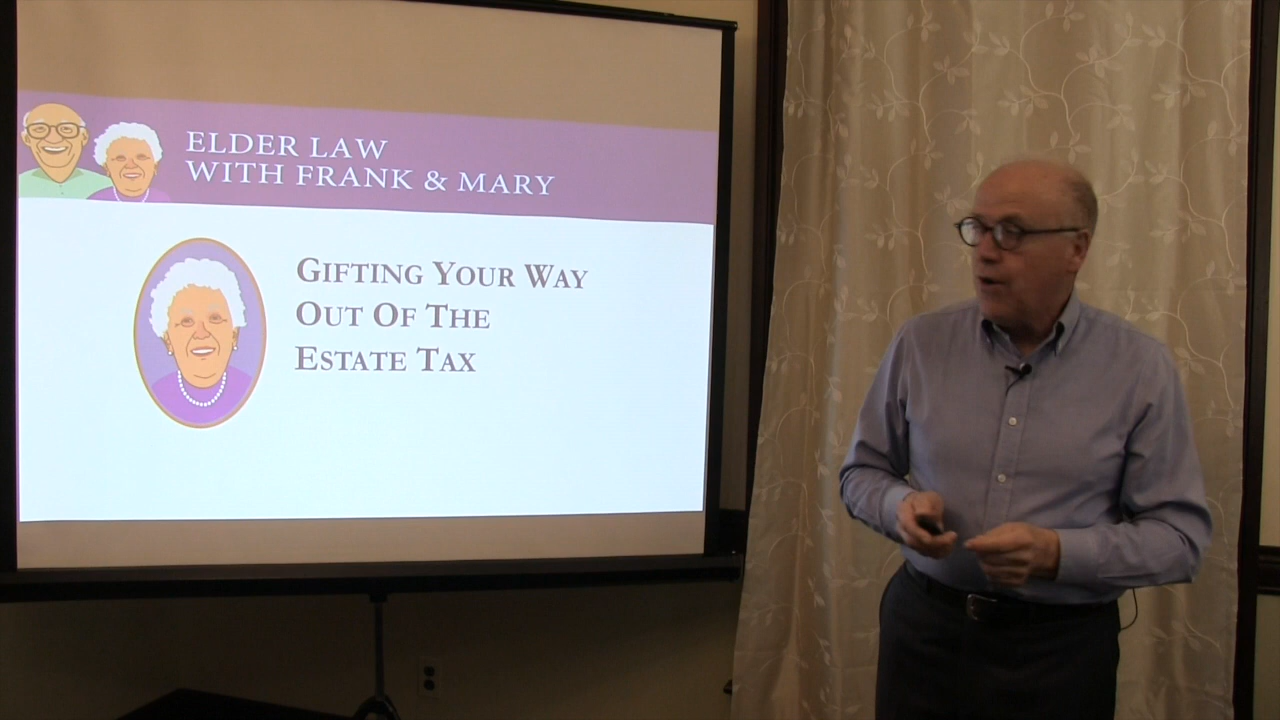 ELDER LAW
WITH FRANK & MARY
GIFTING YOUR WAY
OUT OF THE
ESTATE TAX